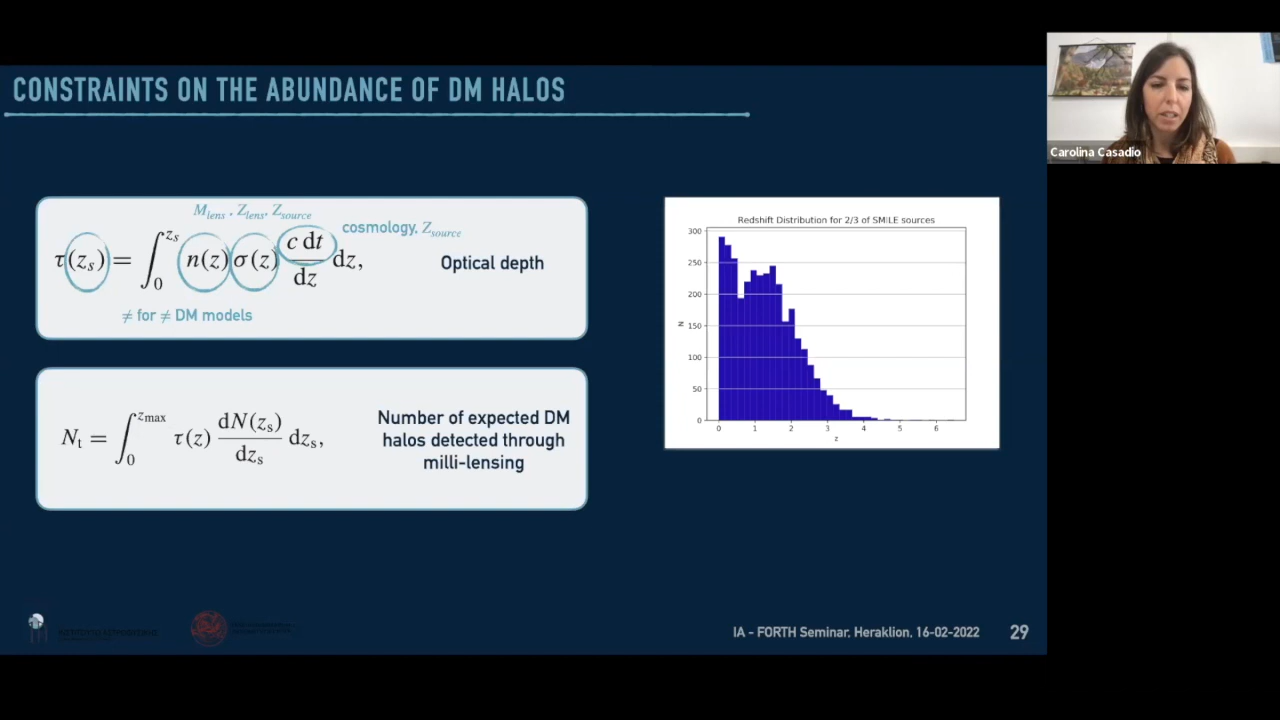 CONSTRAINTS ON THE ABUNDANCE OF DM HALOS
Carolina Casadio
M_lens , Z_lens, Z_source
cosmology, Z_source
τ(z_s) = ∫_0^{z_s} n(z) σ(z) (c dt)/(dz) dz,
Optical depth
≠ for ≠ DM models
N_t = ∫_0^{z_max} τ(z) (dN(z_s))/(dz_s) dz_s,
Number of expected DM
halos detected through
milli-lensing
Redshift Distribution for 2/3 of SMILE sources
300
250
200
150
100
50
0
N
0 1 2 3 4 5 6
z
IA - FORTH Seminar, Heraklion, 16-02-2022
29